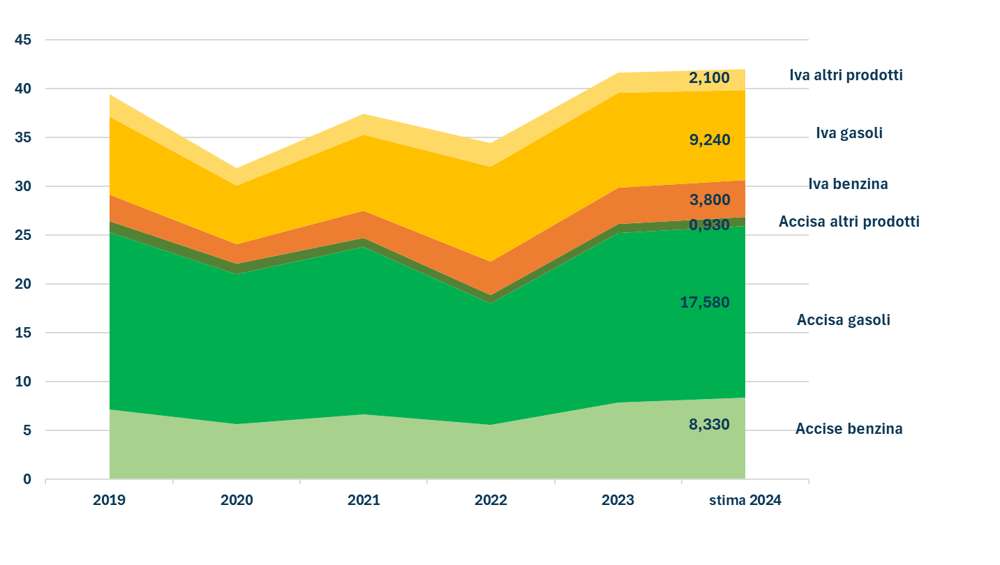 45
2,100
Iva altri prodotti
40
9,240
Iva gasoli
35
30
Iva benzina
3,800
0,930
Accisa altri prodotti
25
20
17,580
Accisa gasoli
15
10
8,330
Accise benzina
5
0
2019 2020 2021 2022 2023 stima 2024